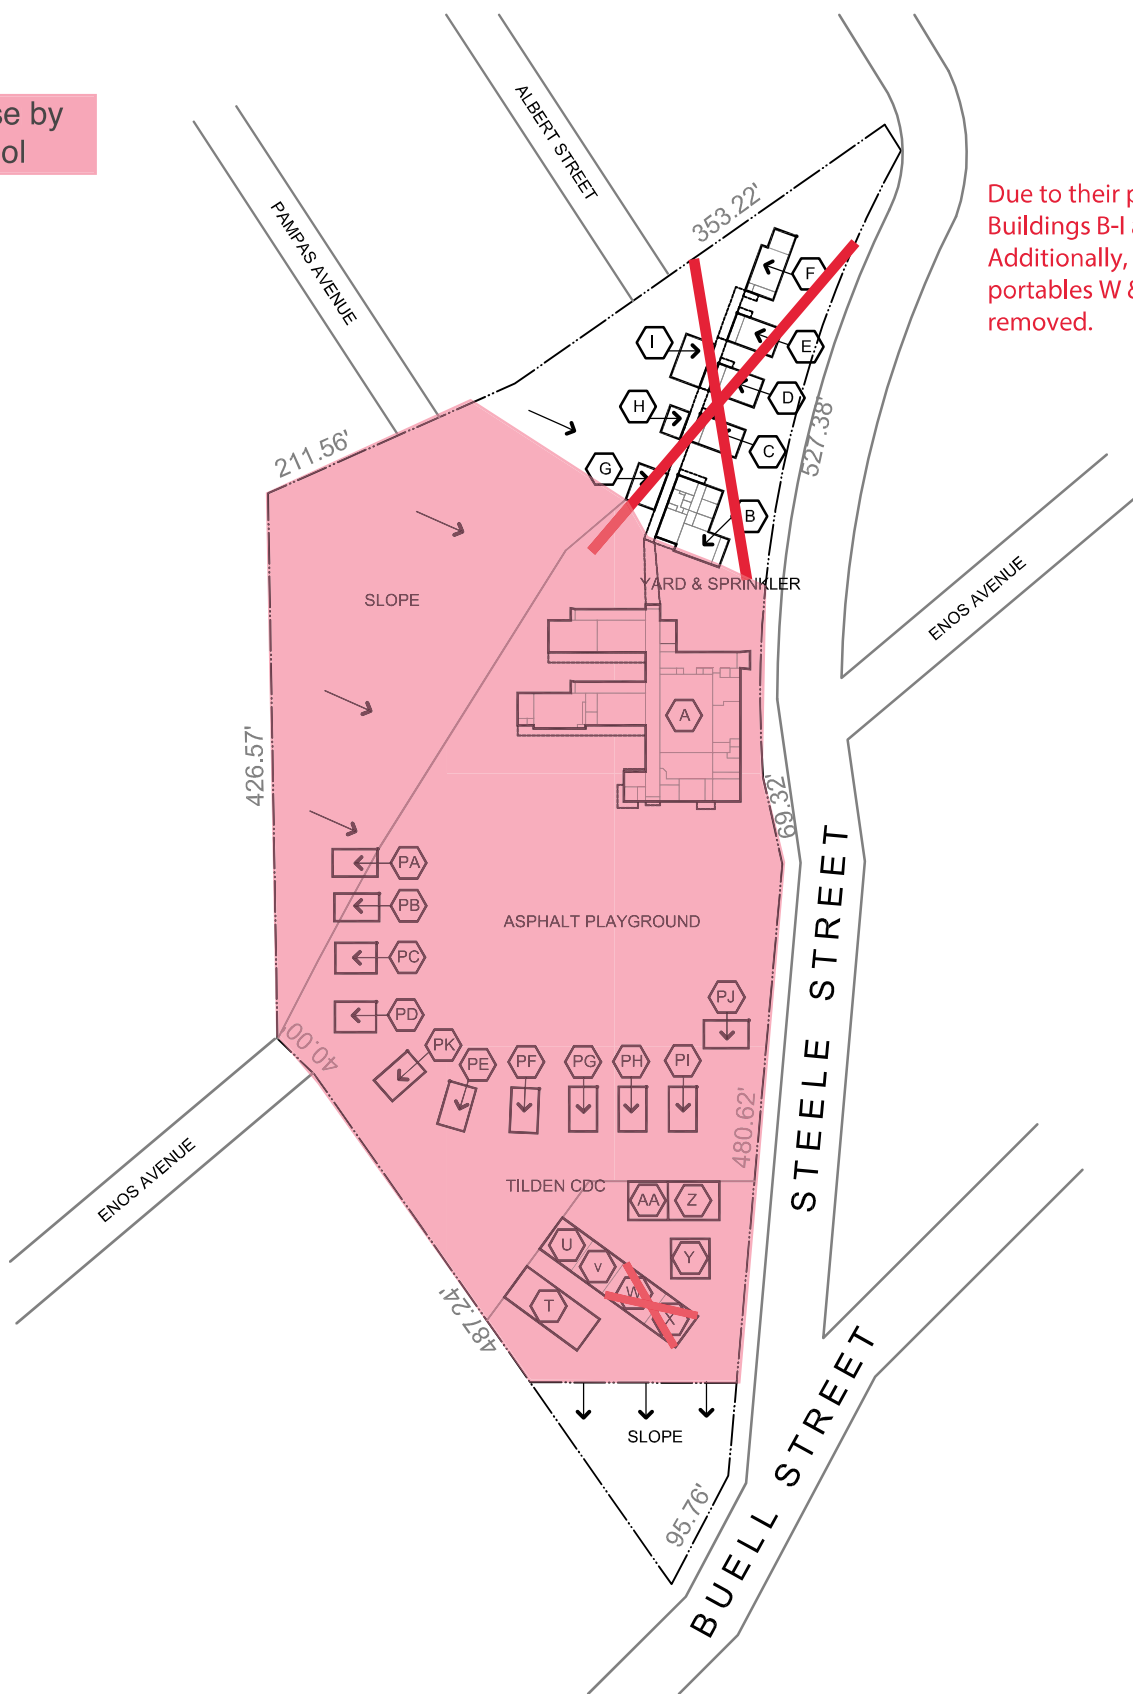 se by
ol
ALBERT STREET
PAMPAS AVENUE
353.22'
Due to their p
Buildings B-I a
Additionally,
portables W &
removed.
F
I
E
D
H
527.38'
C
211.56'
G
B
YARD & SPRINKLER
ENOS AVENUE
SLOPE
A
426.57'
69.32'
STEELE STREET
PA
PB
ASPHALT PLAYGROUND
PC
PD
PJ
40.00'
PK
PE
PF
PG
PH
PI
480.62'
ENOS AVENUE
TILDEN CDC
AA
Z
U
V
Y
W
T
X
487.24'
SLOPE
95.76'
BUELL STREET